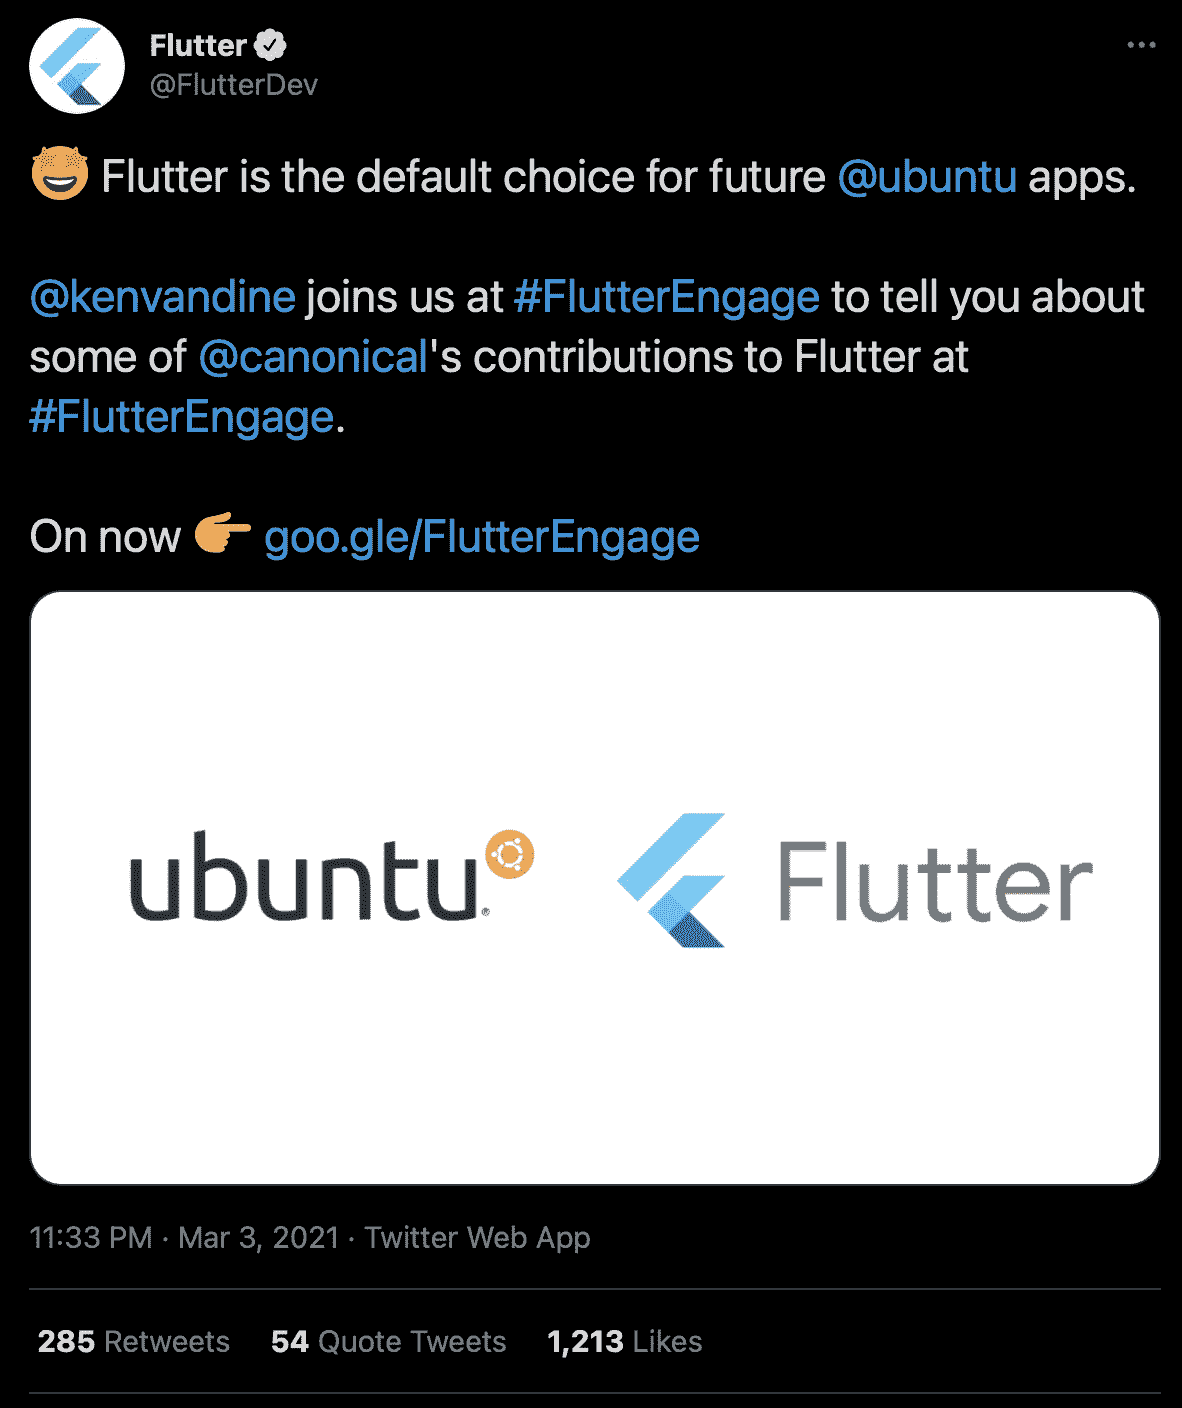 Flutter
@FlutterDev
🤩 Flutter is the default choice for future @ubuntu apps.
@kenvandine joins us at #FlutterEngage to tell you about
some of @canonical's contributions to Flutter at
#FlutterEngage.
On now 👉 goo.gle/FlutterEngage
ubuntu® Flutter
11:33 PM · Mar 3, 2021 · Twitter Web App
285 Retweets 54 Quote Tweets 1,213 Likes